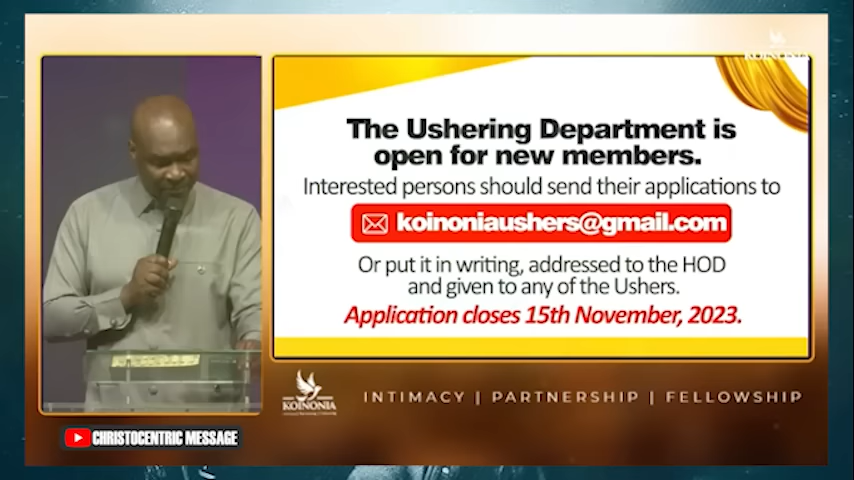 KOINONIA
The Ushering Department is
open for new members.
Interested persons should send their applications to
koinoniaushers@gmail.com
Or put it in writing, addressed to the HOD
and given to any of the Ushers.
Application closes 15th November, 2023.
KOINONIA
INTIMACY | PARTNERSHIP | FELLOWSHIP
CHRISTOCENTRIC MESSAGE